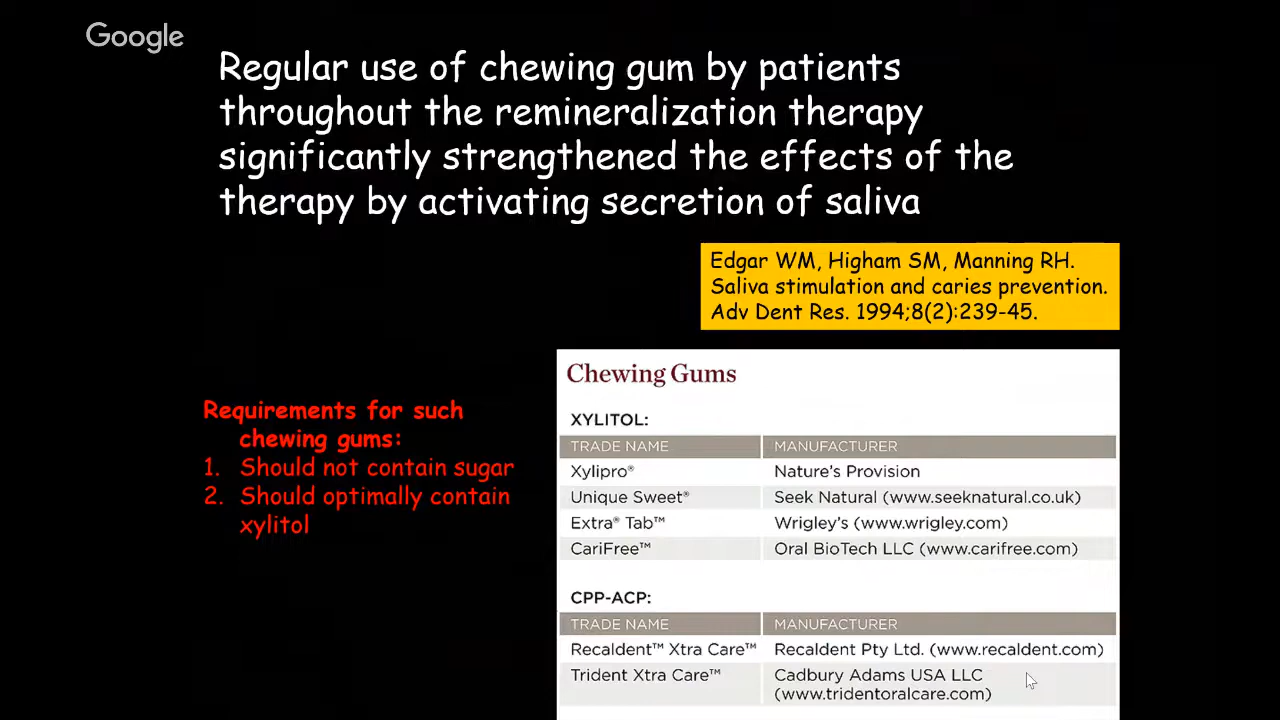 Google
Regular use of chewing gum by patients
throughout the remineralization therapy
significantly strengthened the effects of the
therapy by activating secretion of saliva
Edgar WM, Higham SM, Manning RH.
Saliva stimulation and caries prevention.
Adv Dent Res. 1994;8(2):239-45.
Requirements for such
chewing gums:
1. Should not contain sugar
2. Should optimally contain
xylitol
Chewing Gums
XYLITOL:
TRADE NAME MANUFACTURER
Xylipro® Nature's Provision
Unique Sweet® Seek Natural (www.seeknatural.co.uk)
Extra® Tab™ Wrigley's (www.wrigley.com)
CariFree™ Oral BioTech LLC (www.carifree.com)
CPP-ACP:
TRADE NAME MANUFACTURER
Recaldent™ Xtra Care™ Recaldent Pty Ltd. (www.recaldent.com)
Trident Xtra Care™ Cadbury Adams USA LLC
(www.tridentoralcare.com)